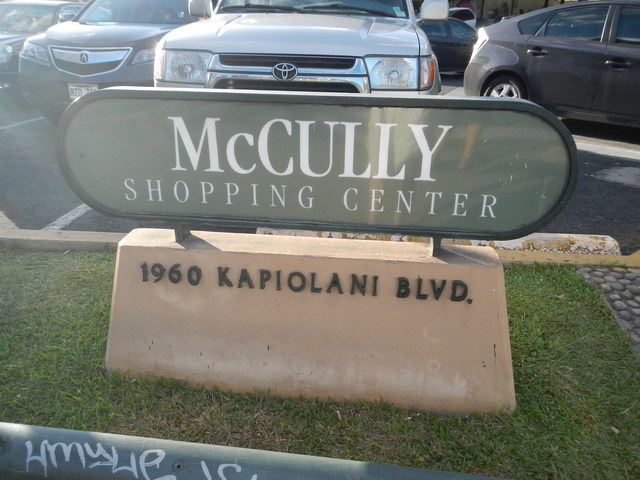 McCULLY
SHOPPING CENTER
1960 KAPIOLANI BLVD.